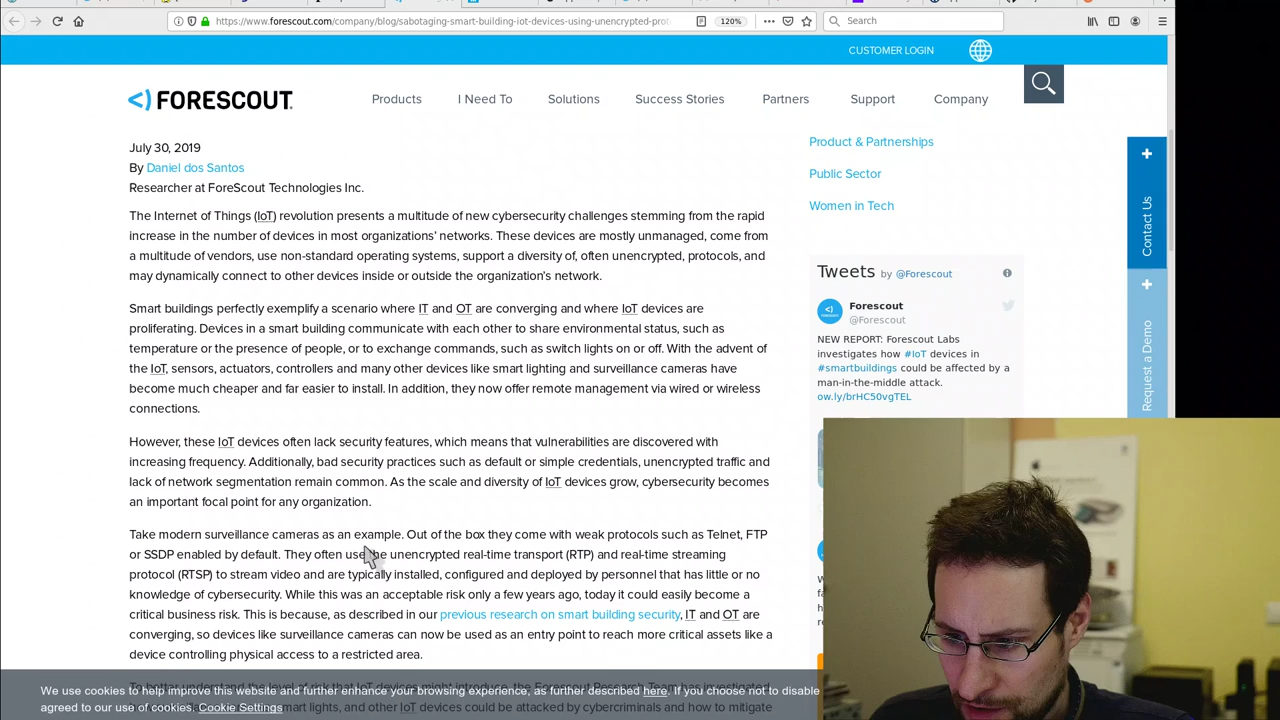 https://www.forescout.com/company/blog/sabotaging-smart-building-iot-devices-using-unencrypted-prot
120%
Search
CUSTOMER LOGIN
FORESCOUT.
Products
I Need To
Solutions
Success Stories
Partners
Support
Company
July 30, 2019
By Daniel dos Santos
Researcher at ForeScout Technologies Inc.
The Internet of Things (IoT) revolution presents a multitude of new cybersecurity challenges stemming from the rapid
increase in the number of devices in most organizations' networks. These devices are mostly unmanaged, come from
a multitude of vendors, use non-standard operating systems, support a diversity of, often unencrypted, protocols, and
may dynamically connect to other devices inside or outside the organization's network.
Smart buildings perfectly exemplify a scenario where IT and OT are converging and where IoT devices are
proliferating. Devices in a smart building communicate with each other to share environmental status, such as
temperature or the presence of people, or to exchange commands, such as switch lights on or off. With the advent of
the IoT, sensors, actuators, controllers and many other devices like smart lighting and surveillance cameras have
become much cheaper and far easier to install. In addition, they now offer remote management via wired or wireless
connections.
However, these IoT devices often lack security features, which means that vulnerabilities are discovered with
increasing frequency. Additionally, bad security practices such as default or simple credentials, unencrypted traffic and
lack of network segmentation remain common. As the scale and diversity of IoT devices grow, cybersecurity becomes
an important focal point for any organization.
Take modern surveillance cameras as an example. Out of the box they come with weak protocols such as Telnet, FTP
or SSDP enabled by default. They often use unencrypted real-time transport (RTP) and real-time streaming
protocol (RTSP) to stream video and are typically installed, configured and deployed by personnel that has little or no
knowledge of cybersecurity. While this was an acceptable risk only a few years ago, today it could easily become a
critical business risk. This is because, as described in our previous research on smart building security, IT and OT are
converging, so devices like surveillance cameras can now be used as an entry point to reach more critical assets like a
device controlling physical access to a restricted area.
We use cookies to help improve this website and further enhance your browsing experience, as further described here. If you choose not to disable
agreed to our use of cookies. Cookie Settings
smart lights, and other IoT devices could be attacked by cybercriminals and how to mitigate
Product & Partnerships
Public Sector
Women in Tech
Tweets by @Forescout
Forescout
@Forescout
NEW REPORT: Forescout Labs
investigates how #IoT devices in
#smartbuildings could be affected by a
man-in-the-middle attack.
ow.ly/brHC50vgTEL
Contact Us
Request a Demo